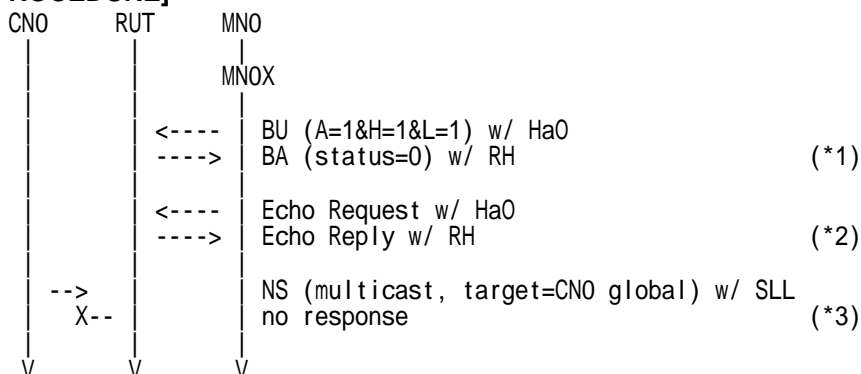 CN0 RUT MN0
MN0X
<---- BU (A=1&H=1&L=1) w/ HaO
----> BA (status=0) w/ RH (*1)
<---- Echo Request w/ HaO
----> Echo Reply w/ RH (*2)
--> NS (multicast, target=CN0 global) w/ SLL
X-- no response (*3)
V V V